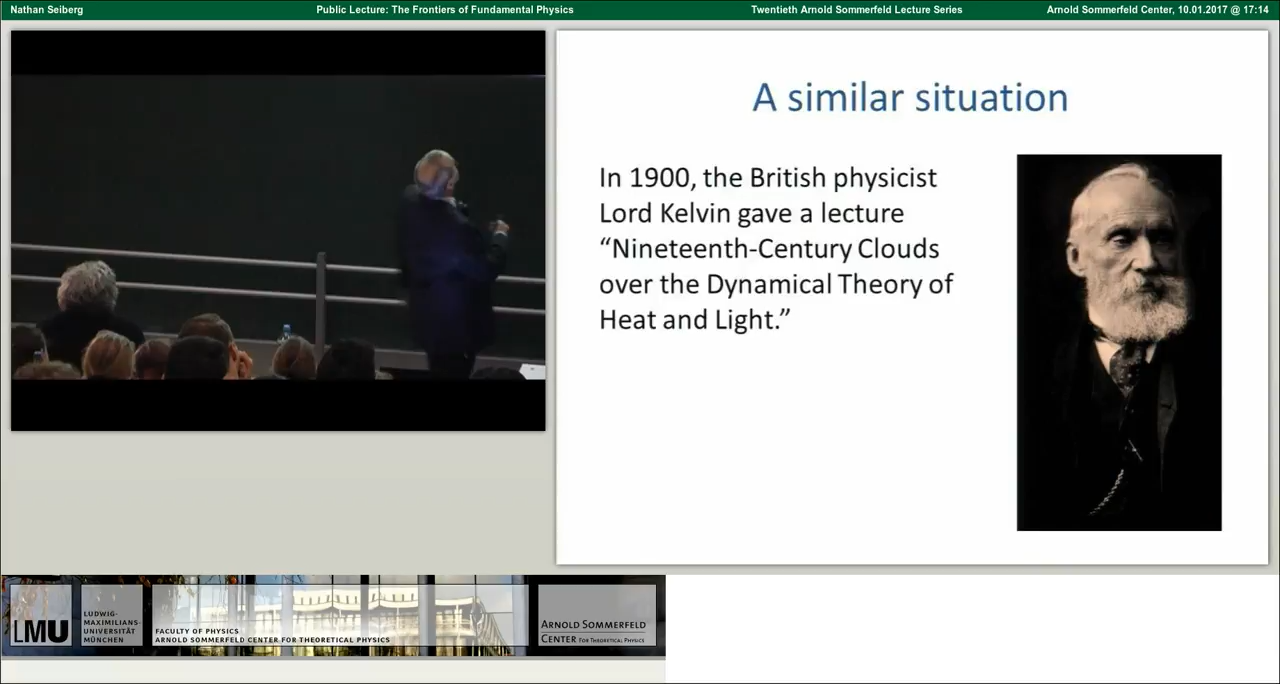 Nathan Seiberg
Public Lecture: The Frontiers of Fundamental Physics
Twentieth Arnold Sommerfeld Lecture Series
Arnold Sommerfeld Center, 10.01.2017 @ 17:14
A similar situation
In 1900, the British physicist
Lord Kelvin gave a lecture
“Nineteenth-Century Clouds
over the Dynamical Theory of
Heat and Light.”
LMU
LUDWIG-
MAXIMILIANS-
UNIVERSITÄT
MÜNCHEN
FACULTY OF PHYSICS
ARNOLD SOMMERFELD CENTER FOR THEORETICAL PHYSICS
ARNOLD SOMMERFELD
CENTER FOR THEORETICAL PHYSICS